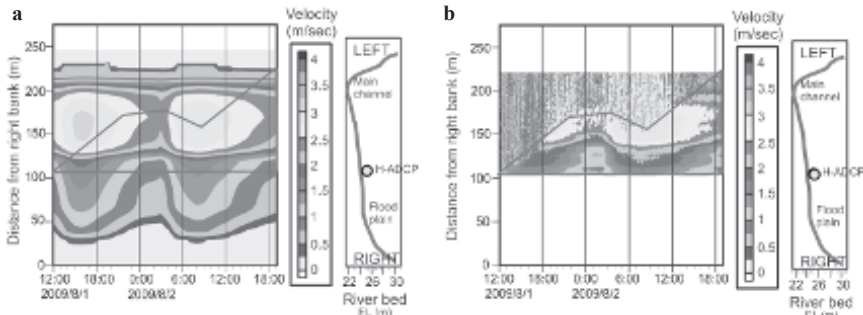 a
Velocity
(m/sec)
Distance from right bank (m)
250
200
150
100
50
0
12:00 18:00 0:00 6:00 12:00 18:00
2009/8/1 2009/8/2
4
3.5
3
2.5
2
1.5
1
0.5
0
LEFT
Main
channel
H-ADCP
Flood
plain
RIGHT
22 26 30
River bed
EL (m)
b
Velocity
(m/sec)
Distance from right bank (m)
250
200
150
100
50
0
12:00 18:00 0:00 6:00 12:00 18:00
2009/8/1 2009/8/2
4
3.5
3
2.5
2
1.5
1
0.5
0
LEFT
Main
channel
H-ADCP
Flood
plain
RIGHT
22 26 30
River bed
EL (m)